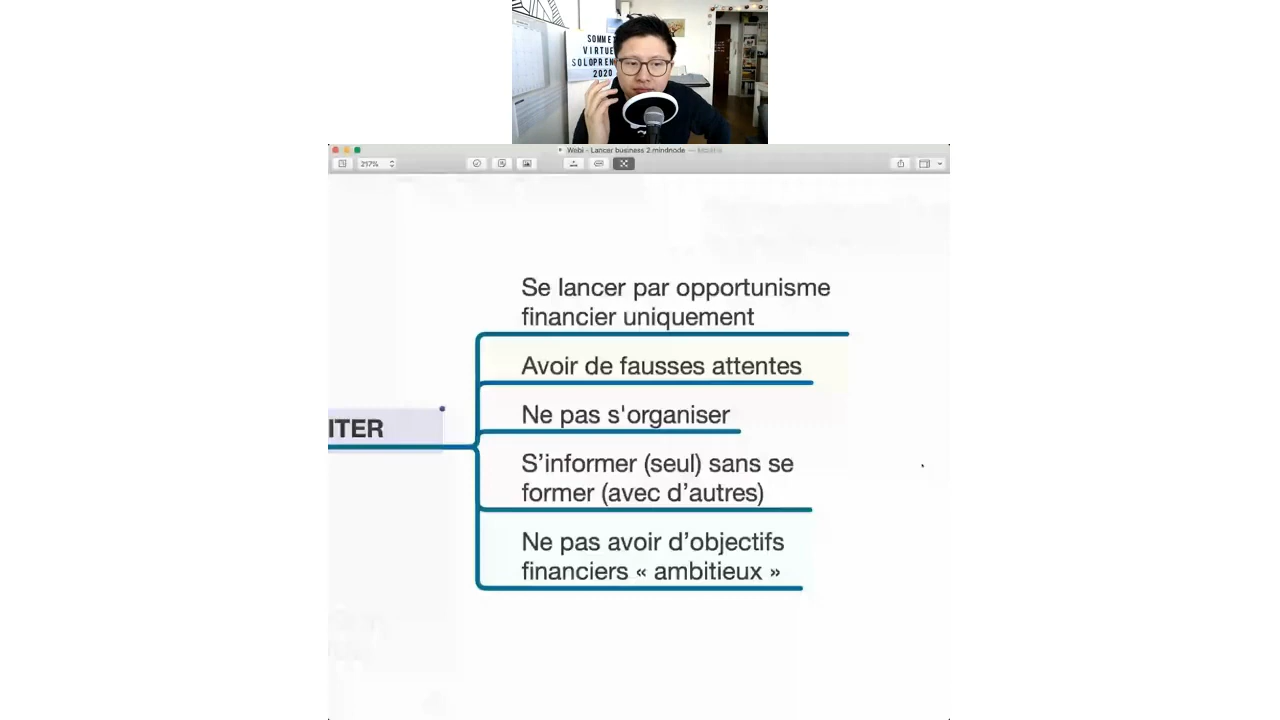 SOMME
VIRTUE
SOLOPREN
2020
Webi - Lancer business 2.mindnode
217%
Se lancer par opportunisme
financier uniquement
Avoir de fausses attentes
ITER
Ne pas s'organiser
S’informer (seul) sans se
former (avec d’autres)
Ne pas avoir d’objectifs
financiers « ambitieux »